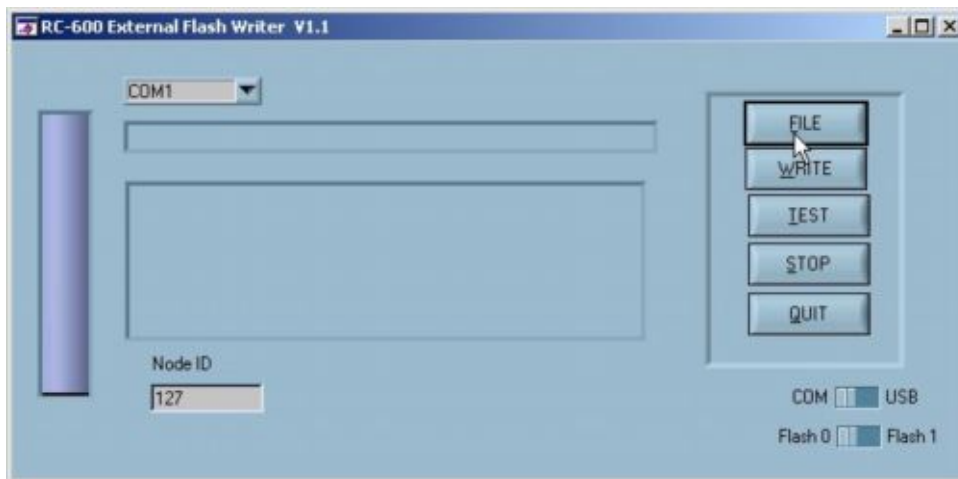 RC-600 External Flash Writer V1.1
COM1
FILE
WRITE
TEST
STOP
QUIT
Node ID
127
COM USB
Flash 0 Flash 1